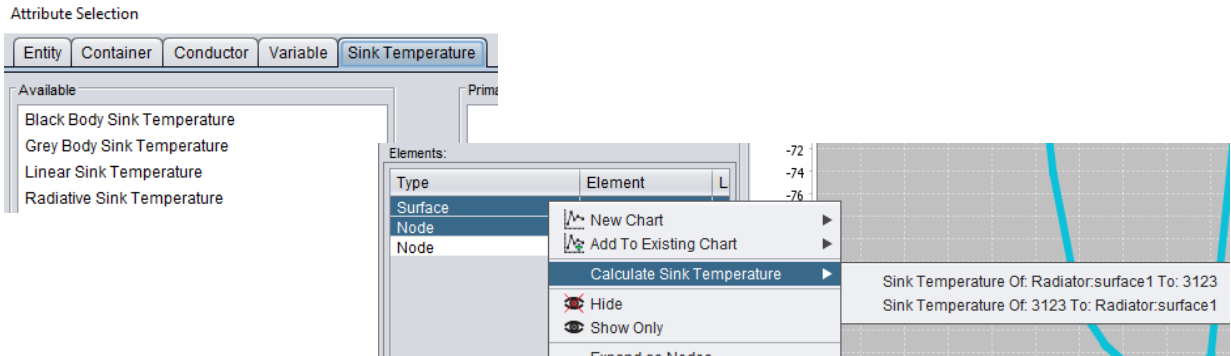 Attribute Selection
Entity Container Conductor Variable Sink Temperature
Available
Black Body Sink Temperature
Grey Body Sink Temperature
Linear Sink Temperature
Radiative Sink Temperature
Elements:
Type Element L
Surface
Node
Node
New Chart
Add To Existing Chart
Calculate Sink Temperature
Hide
Show Only
Sink Temperature Of: Radiator:surface1 To: 3123
Sink Temperature Of: 3123 To: Radiator:surface1
-72
-74
-76